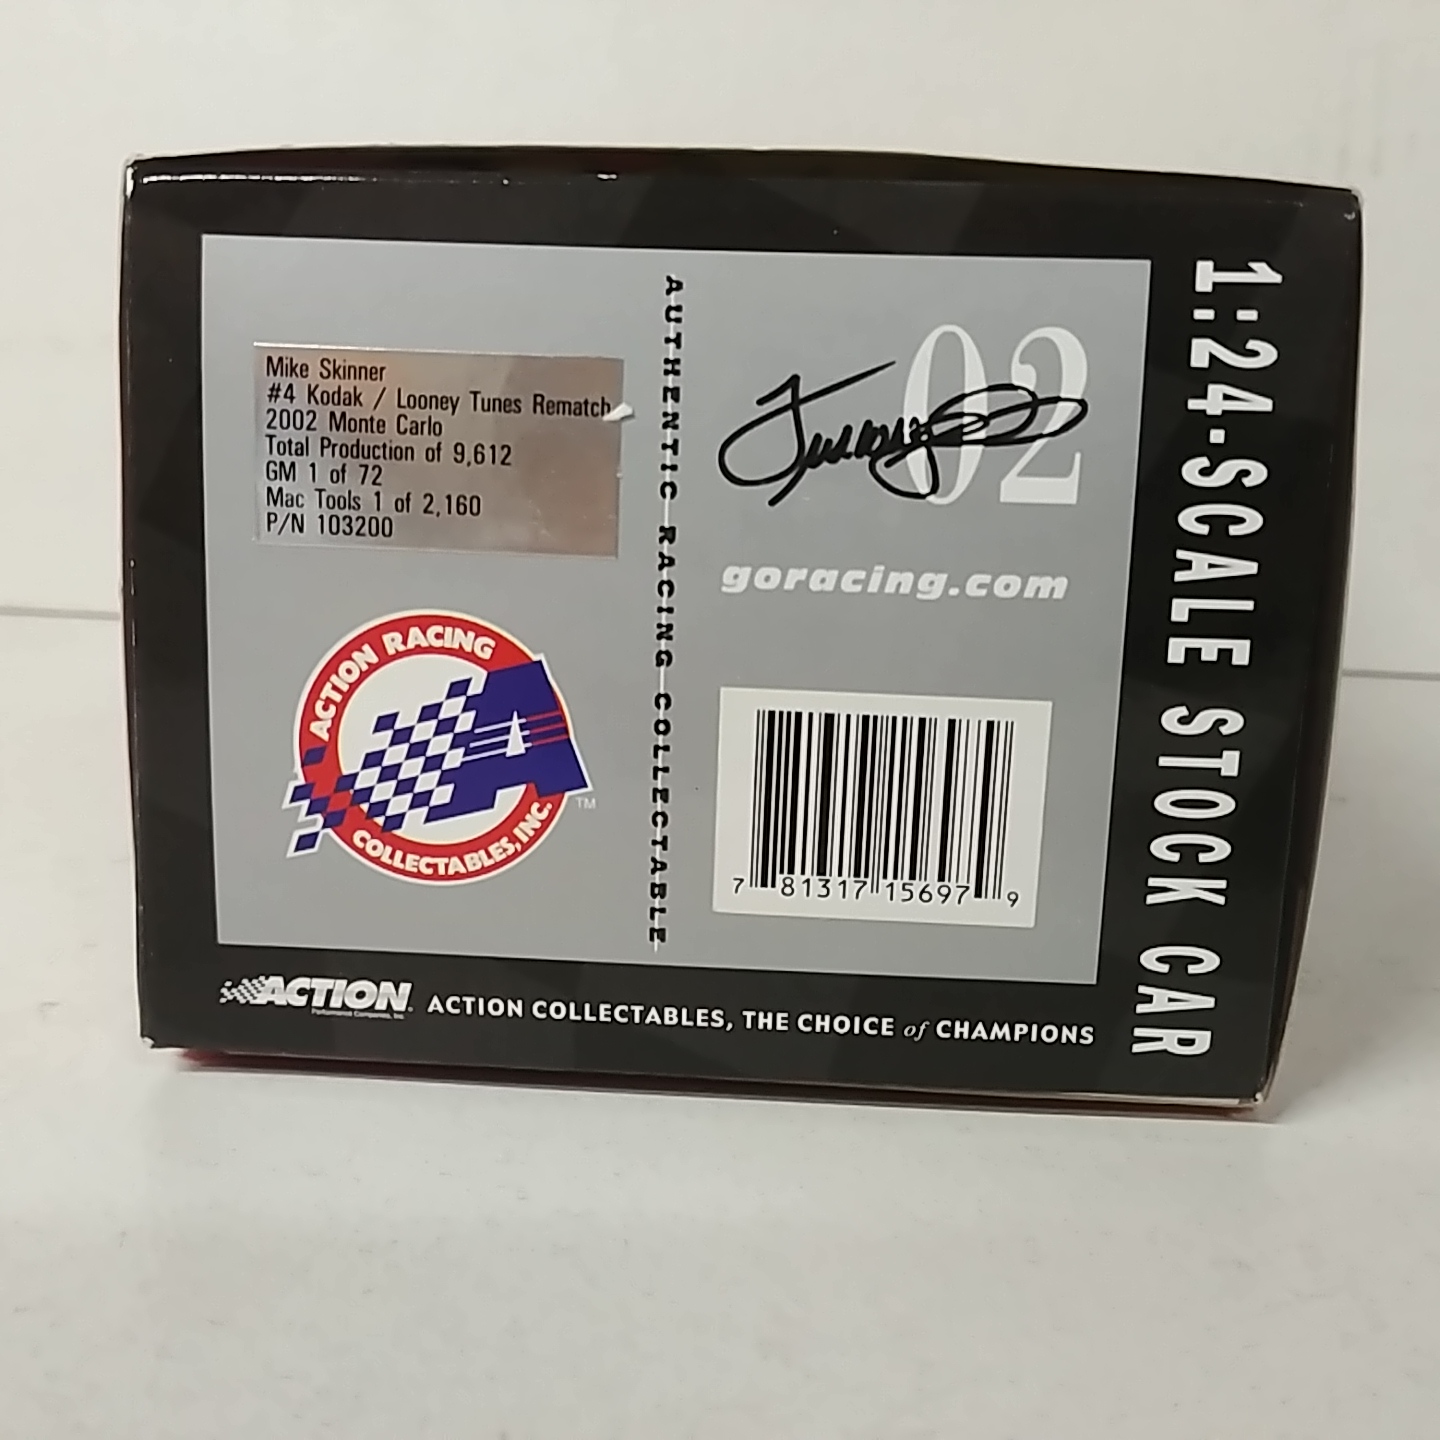 Mike Skinner
#4 Kodak / Looney Tunes Rematch
2002 Monte Carlo
Total Production of 9,612
GM 1 of 72
Mac Tools 1 of 2,160
P/N 103200
ACTION RACING
COLLECTABLES, INC.
TM
AUTHENTIC RACING COLLECTABLE
02
goracing.com
7 81317 15697 9
1:24-SCALE STOCK CAR
ACTION
ACTION COLLECTABLES, THE CHOICE of CHAMPIONS